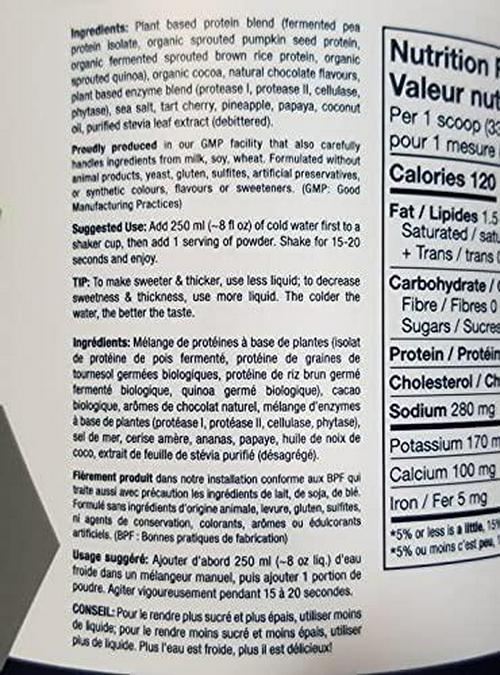 Ingredients: Plant based protein blend (fermented pea
protein isolate, organic sprouted pumpkin seed protein,
organic fermented sprouted brown rice protein, organic
sprouted quinoa), organic cocoa, natural chocolate flavours,
plant based enzyme blend (protease I, protease II, cellulase,
phytase), sea salt, tart cherry, pineapple, papaya, coconut
oil, purified stevia leaf extract (debittered).
Proudly produced in our GMP facility that also carefully
handles ingredients from milk, soy, wheat. Formulated without
animal products, yeast, gluten, sulfites, artificial preservatives,
or synthetic colours, flavours or sweeteners. (GMP: Good
Manufacturing Practices)
Suggested Use: Add 250 ml (~8 fl oz) of cold water first to a
shaker cup, then add 1 serving of powder. Shake for 15-20
seconds and enjoy.
TIP: To make sweeter & thicker, use less liquid; to decrease
sweetness & thickness, use more liquid. The colder the
water, the better the taste.
Ingrédients: Mélange de protéines à base de plantes (isolat
de protéine de pois fermenté, protéine de graines de
tournesol germées biologiques, protéine de riz brun germé
fermenté biologique, quinoa germé biologique), cacao
biologique, arômes de chocolat naturel, mélange d'enzymes
à base de plantes (protéase I, protéase II, cellulase, phytase),
sel de mer, cerise amère, ananas, papaye, huile de noix de
coco, extrait de feuille de stévia purifié (désagrégé).
Fièrement produit dans notre installation conforme aux BPF qui
traite aussi avec précaution les ingrédients de lait, de soja, de blé.
Formulé sans ingrédients d'origine animale, levure, gluten, sulfites,
ni agents de conservation, colorants, arômes ou édulcorants
artificiels. (BPF : Bonnes pratiques de fabrication)
Usage suggéré: Ajouter d'abord 250 ml (~8 oz liq.) d'eau
froide dans un mélangeur manuel, puis ajouter 1 portion de
poudre. Agiter vigoureusement pendant 15 à 20 secondes.
CONSEIL: Pour le rendre plus sucré et plus épais, utiliser moins
de liquide; pour le rendre moins sucré et moins épais, utiliser
plus de liquide. Plus l'eau est froide, plus il est délicieux!
Nutrition F
Valeur nut
Per 1 scoop (33
pour 1 mesure
Calories 120
Fat / Lipides 1.5
Saturated / satu
+ Trans / trans 0
Carbohydrate / G
Fibre / Fibres 0
Sugars / Sucres
Protein / Protéin
Cholesterol / Ch
Sodium 280 mg
Potassium 170 m
Calcium 100 mg
Iron / Fer 5 mg
*5% or less is a little, 15%
*5% ou moins c'est peu,